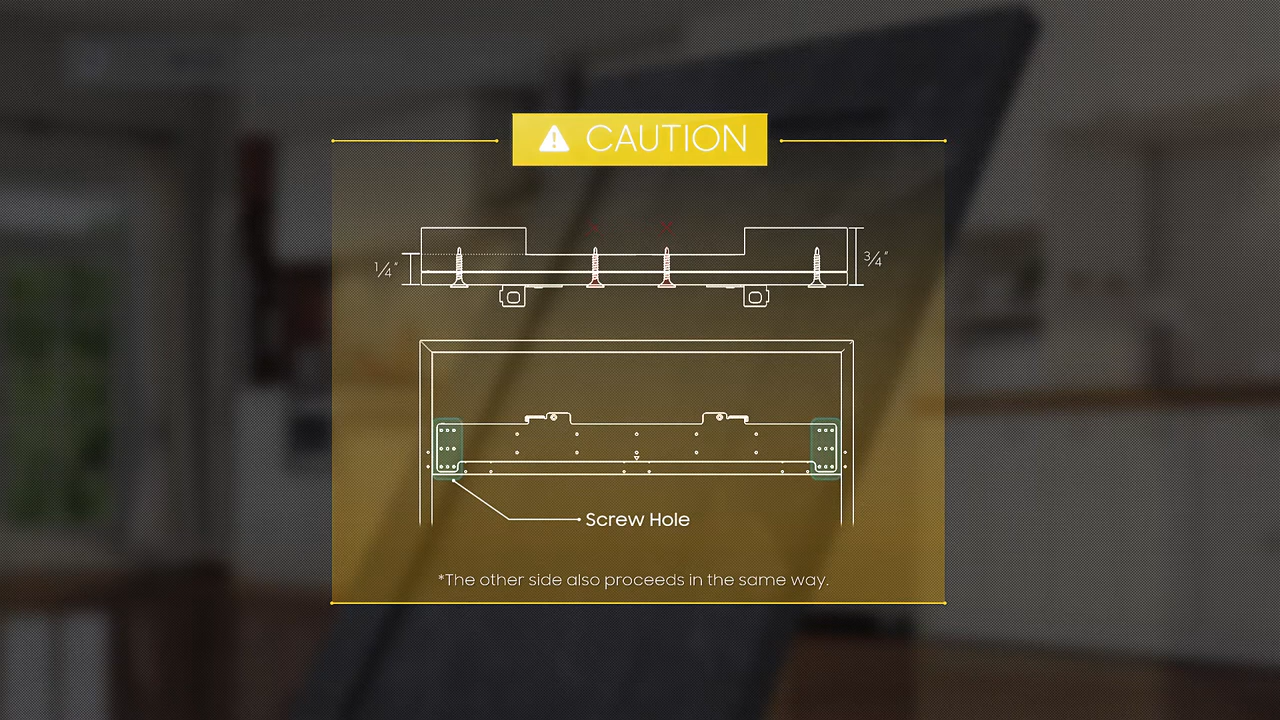 CAUTION
1/4"
3/4"
Screw Hole
*The other side also proceeds in the same way.